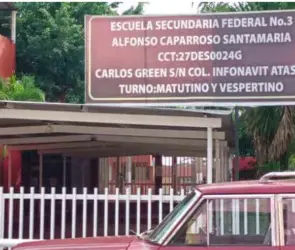 ESCUELA SECUNDARIA FEDERAL No.3
ALFONSO CAPARROSO SANTAMARIA
CCT:27DES0024G
CARLOS GREEN S/N COL. INFONAVIT ATAS
TURNO:MATUTINO Y VESPERTINO